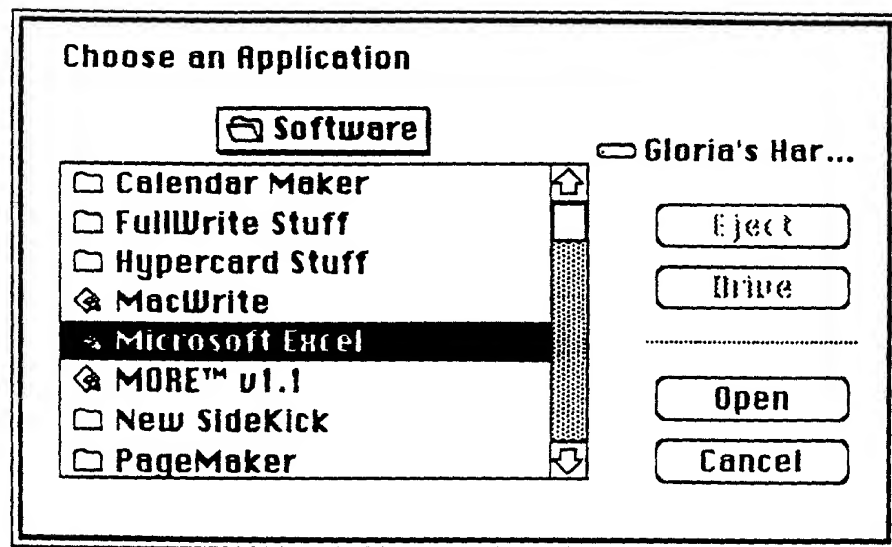 Choose an Application
Software
Gloria's Har...
Calendar Maker
FullWrite Stuff
Hypercard Stuff
MacWrite
Microsoft Excel
MORE™ v1.1
New SideKick
PageMaker
Eject
Drive
Open
Cancel